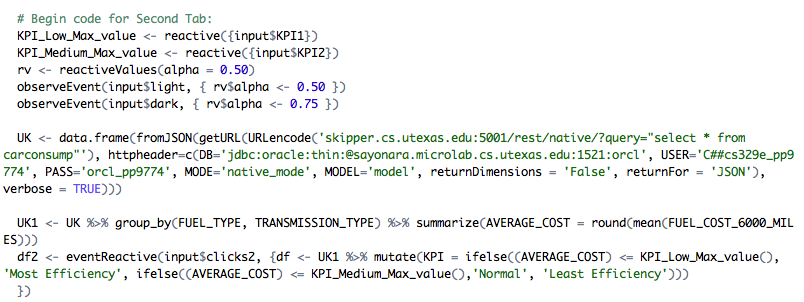 # Begin code for Second Tab:
KPI_Low_Max_value <- reactive({input$KPI1})
KPI_Medium_Max_value <- reactive({input$KPI2})
rv <- reactiveValues(alpha = 0.50)
observeEvent(input$light, { rv$alpha <- 0.50 })
observeEvent(input$dark, { rv$alpha <- 0.75 })
UK <- data.frame(fromJSON(getURL(URLencode('skipper.cs.utexas.edu:5001/rest/native/?query="select * from
carconsump"'), httpheader=c(DB='jdbc:oracle:thin:@sayonara.microlab.cs.utexas.edu:1521:orcl', USER='C##cs329e_pp9
774', PASS='orcl_pp9774', MODE='native_mode', MODEL='model', returnDimensions = 'False', returnFor = 'JSON'),
verbose = TRUE)))
UK1 <- UK %>% group_by(FUEL_TYPE, TRANSMISSION_TYPE) %>% summarize(AVERAGE_COST = round(mean(FUEL_COST_6000_MIL
ES)))
df2 <- eventReactive(input$clicks2, {df <- UK1 %>% mutate(KPI = ifelse((AVERAGE_COST) <= KPI_Low_Max_value(),
'Most Efficiency', ifelse((AVERAGE_COST) <= KPI_Medium_Max_value(),'Normal', 'Least Efficiency')))
})